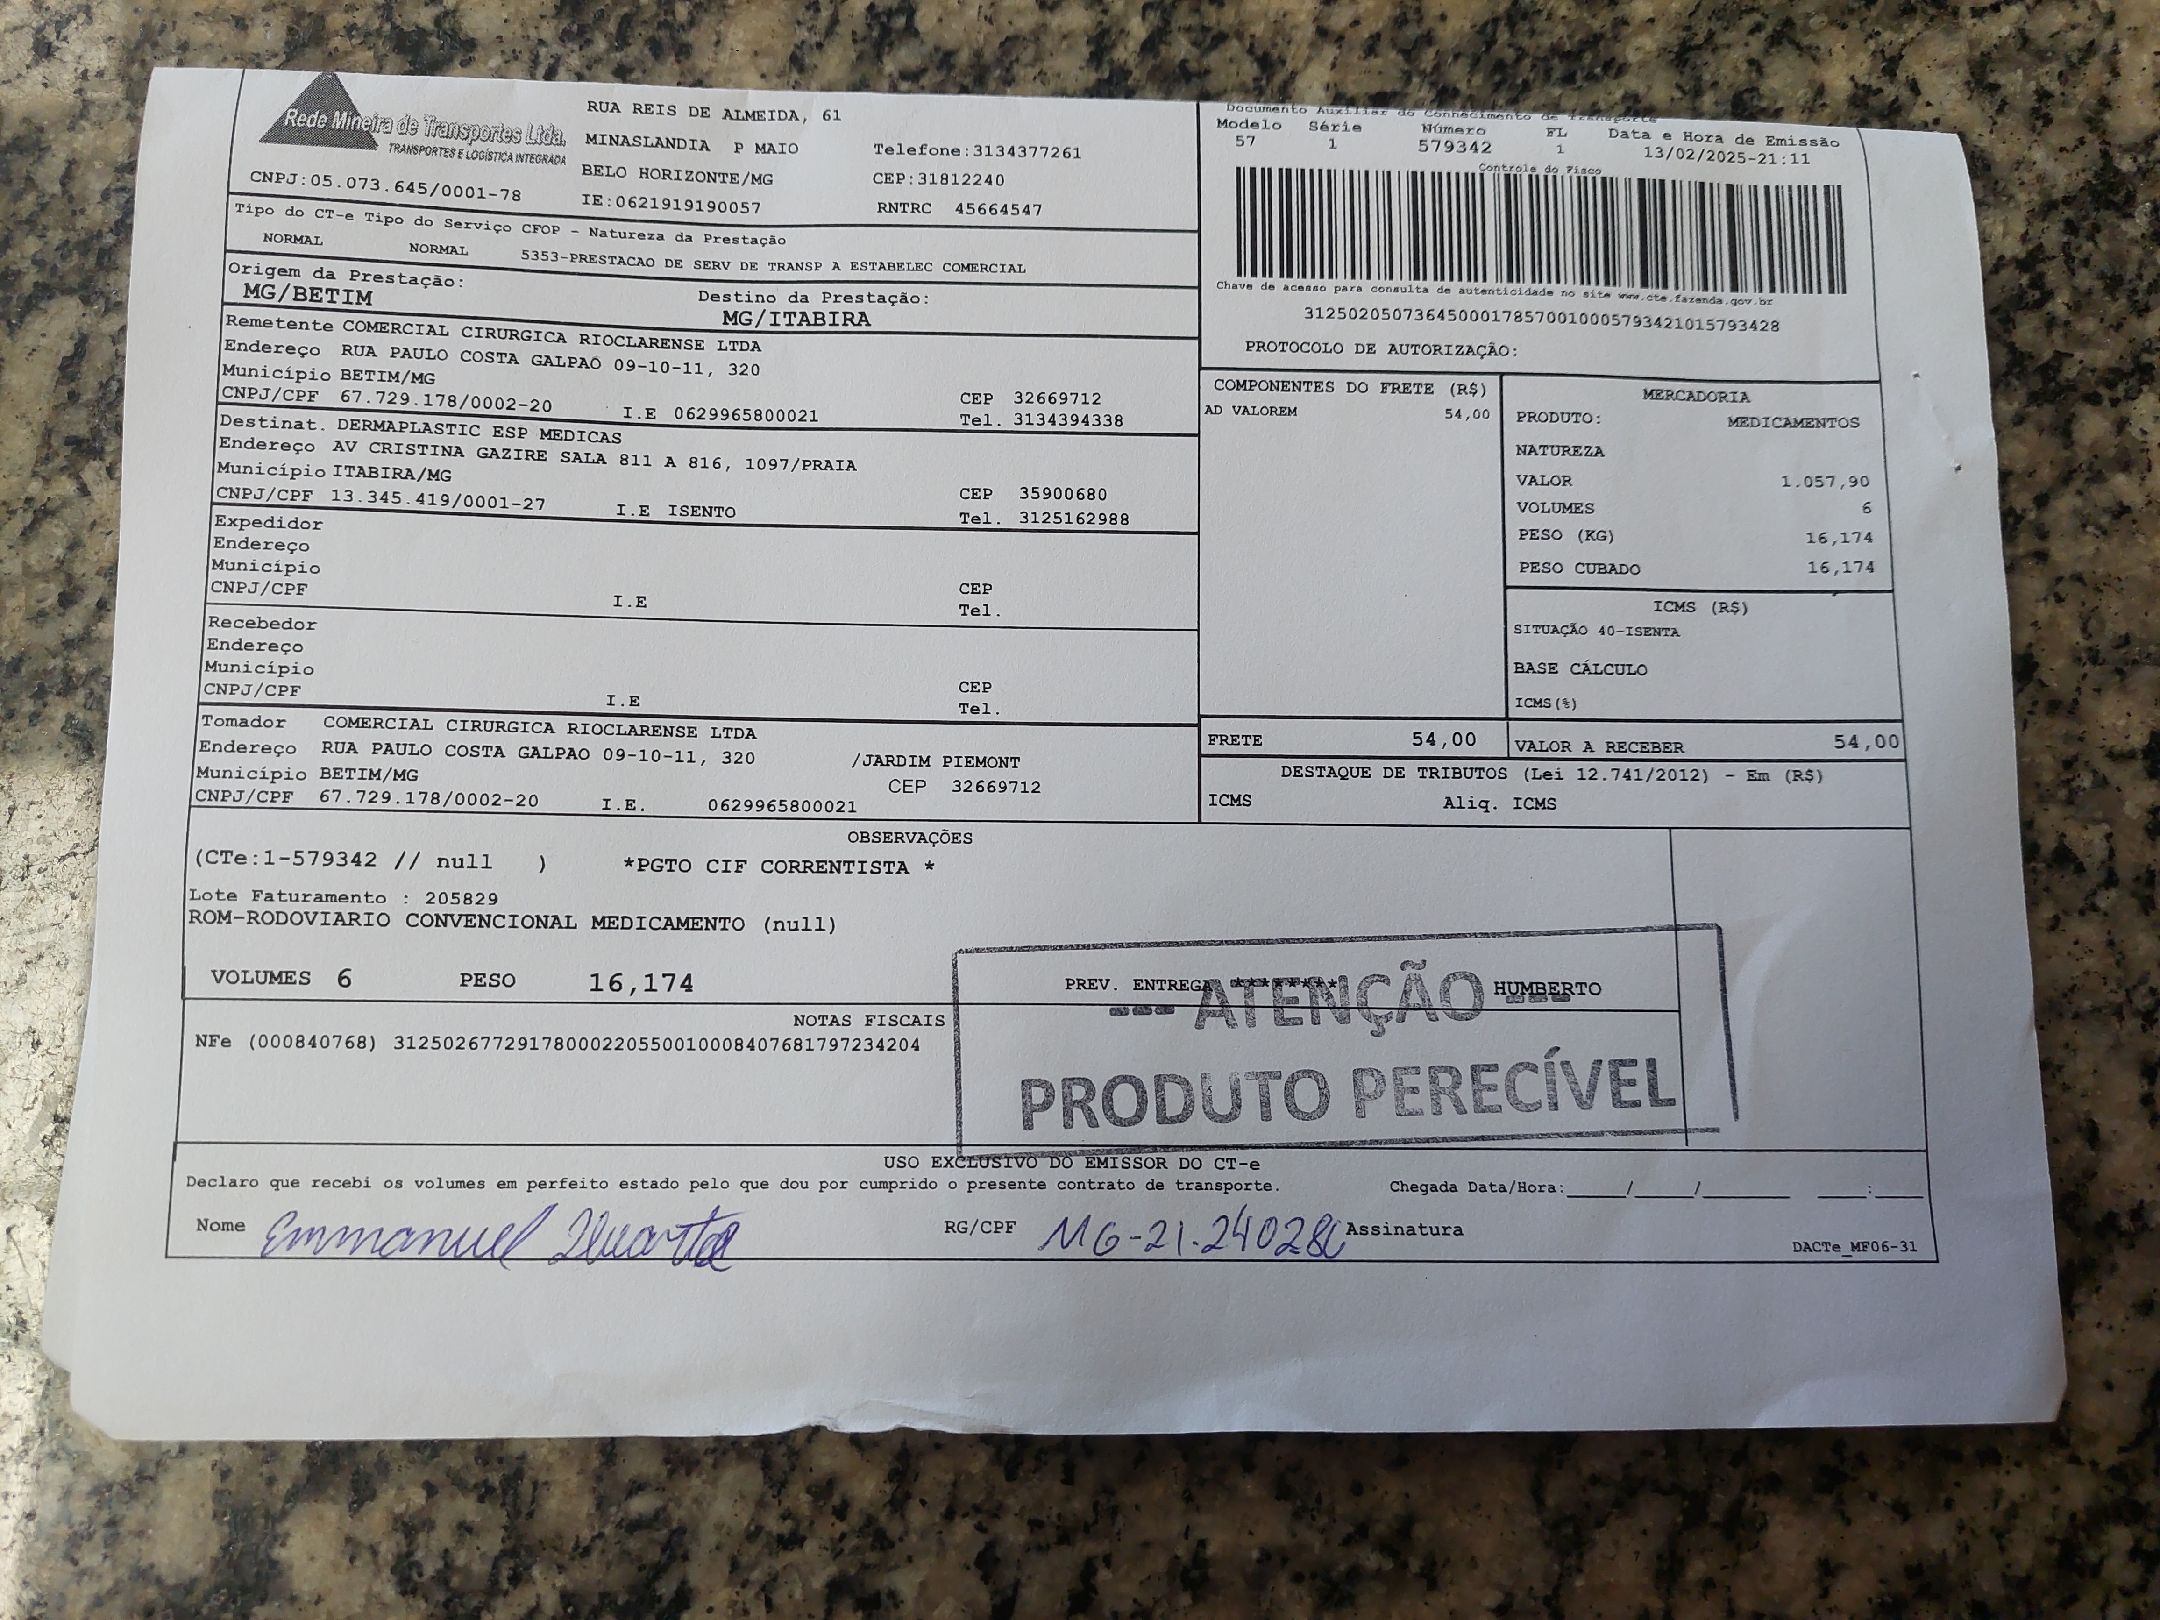 Rede Mineira de Transportes Ltda.
TRANSPORTES E LOGÍSTICA INTEGRADA
CNPJ:05.073.645/0001-78
RUA REIS DE ALMEIDA, 61
MINASLANDIA P MAIO
BELO HORIZONTE/MG
IE:0621919190057
Telefone:3134377261
CEP:31812240
RNTRC 45664547
Documento Auxiliar do Conhecimento de Transporte
Modelo Série Número FL Data e Hora de Emissão
57 1 579342 1 13/02/2025-21:11
Controle do Fisco
Chave de acesso para consulta de autenticidade no site www.cte.fazenda.gov.br
31250205073645000178570010005793421015793428
PROTOCOLO DE AUTORIZAÇÃO:
Tipo do CT-e Tipo do Serviço CFOP - Natureza da Prestação
NORMAL NORMAL 5353-PRESTACAO DE SERV DE TRANSP A ESTABELEC COMERCIAL
Origem da Prestação: Destino da Prestação:
MG/BETIM MG/ITABIRA
Remetente COMERCIAL CIRURGICA RIOCLARENSE LTDA
Endereço RUA PAULO COSTA GALPAO 09-10-11, 320
Município BETIM/MG CEP 32669712
CNPJ/CPF 67.729.178/0002-20 I.E 0629965800021 Tel. 3134394338
Destinat. DERMAPLASTIC ESP MEDICAS
Endereço AV CRISTINA GAZIRE SALA 811 A 816, 1097/PRAIA
Município ITABIRA/MG CEP 35900680
CNPJ/CPF 13.345.419/0001-27 I.E ISENTO Tel. 3125162988
Expedidor
Endereço
Município CEP
CNPJ/CPF I.E Tel.
Recebedor
Endereço
Município CEP
CNPJ/CPF I.E Tel.
Tomador COMERCIAL CIRURGICA RIOCLARENSE LTDA
Endereço RUA PAULO COSTA GALPAO 09-10-11, 320 /JARDIM PIEMONT
Município BETIM/MG CEP 32669712
CNPJ/CPF 67.729.178/0002-20 I.E. 0629965800021
COMPONENTES DO FRETE (R$)
AD VALOREM 54,00
FRETE 54,00
MERCADORIA
PRODUTO: MEDICAMENTOS
NATUREZA
VALOR 1.057,90
VOLUMES 6
PESO (KG) 16,174
PESO CUBADO 16,174
ICMS (R$)
SITUAÇÃO 40-ISENTA
BASE CÁLCULO
ICMS(%)
VALOR A RECEBER 54,00
DESTAQUE DE TRIBUTOS (Lei 12.741/2012) - Em (R$)
ICMS Aliq. ICMS
OBSERVAÇÕES
(CTe:1-579342 // null ) *PGTO CIF CORRENTISTA *
Lote Faturamento : 205829
ROM-RODOVIARIO CONVENCIONAL MEDICAMENTO (null)
VOLUMES 6 PESO 16,174 PREV. ENTREGA ******** HUMBERTO
--- ATENÇÃO ---
PRODUTO PERECÍVEL
NOTAS FISCAIS
NFe (000840768) 31250267729178000220550010008407681797234204
USO EXCLUSIVO DO EMISSOR DO CT-e
Declaro que recebi os volumes em perfeito estado pelo que dou por cumprido o presente contrato de transporte. Chegada Data/Hora:____/____/______ ___:___
Nome Emmanuel Duarte RG/CPF Assinatura
DACTe_MF06-31